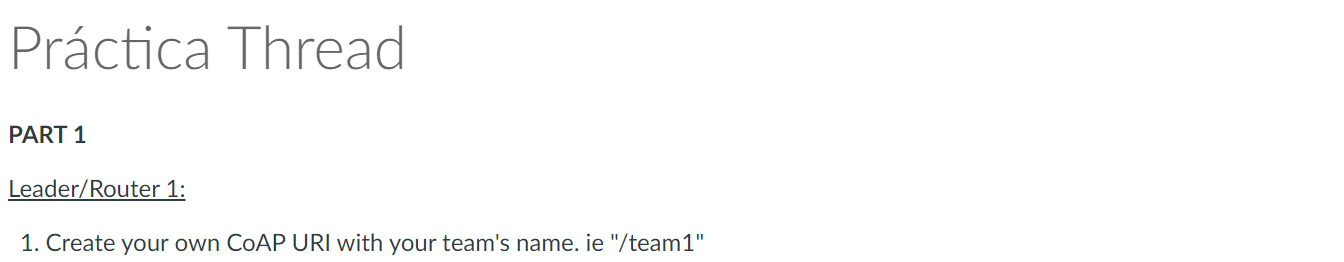 Práctica Thread
PART 1
Leader/Router 1:
1. Create your own CoAP URI with your team's name. ie "/team1"